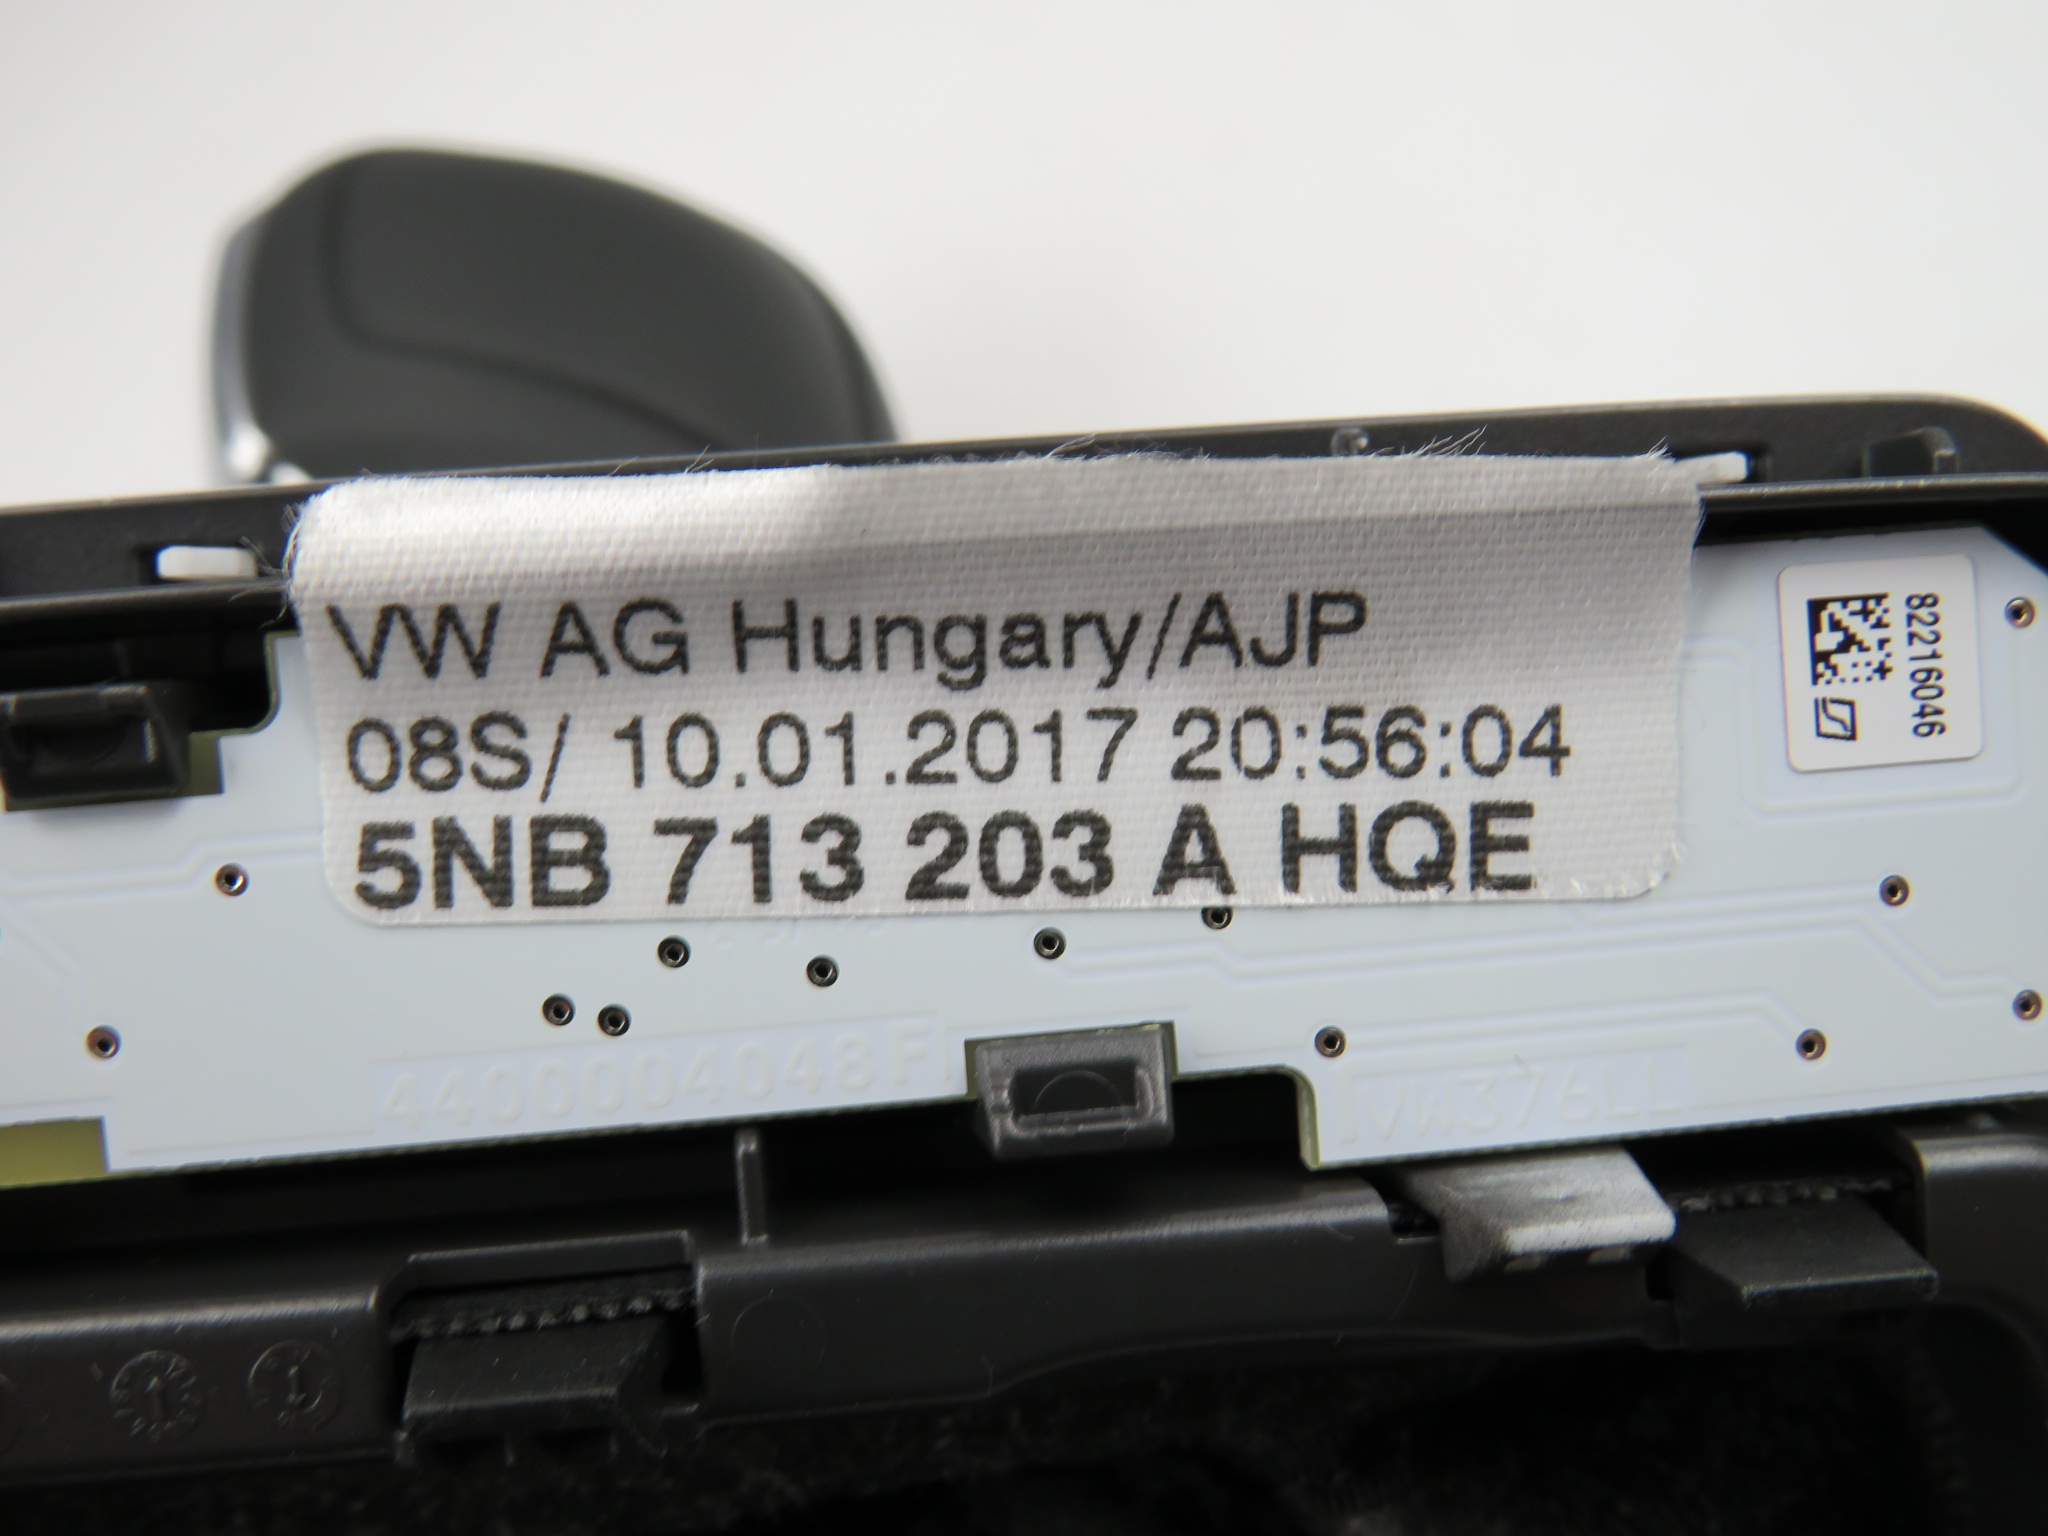 VW AG Hungary/AJP
08S/ 10.01.2017 20:56:04
5NB 713 203 A HQE
82216046
4400004048F
VW376LL